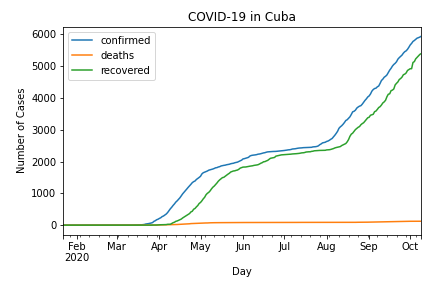 COVID-19 in Cuba
confirmed
deaths
recovered
Number of Cases
6000
5000
4000
3000
2000
1000
0
Feb Mar Apr May Jun Jul Aug Sep Oct
2020
Day